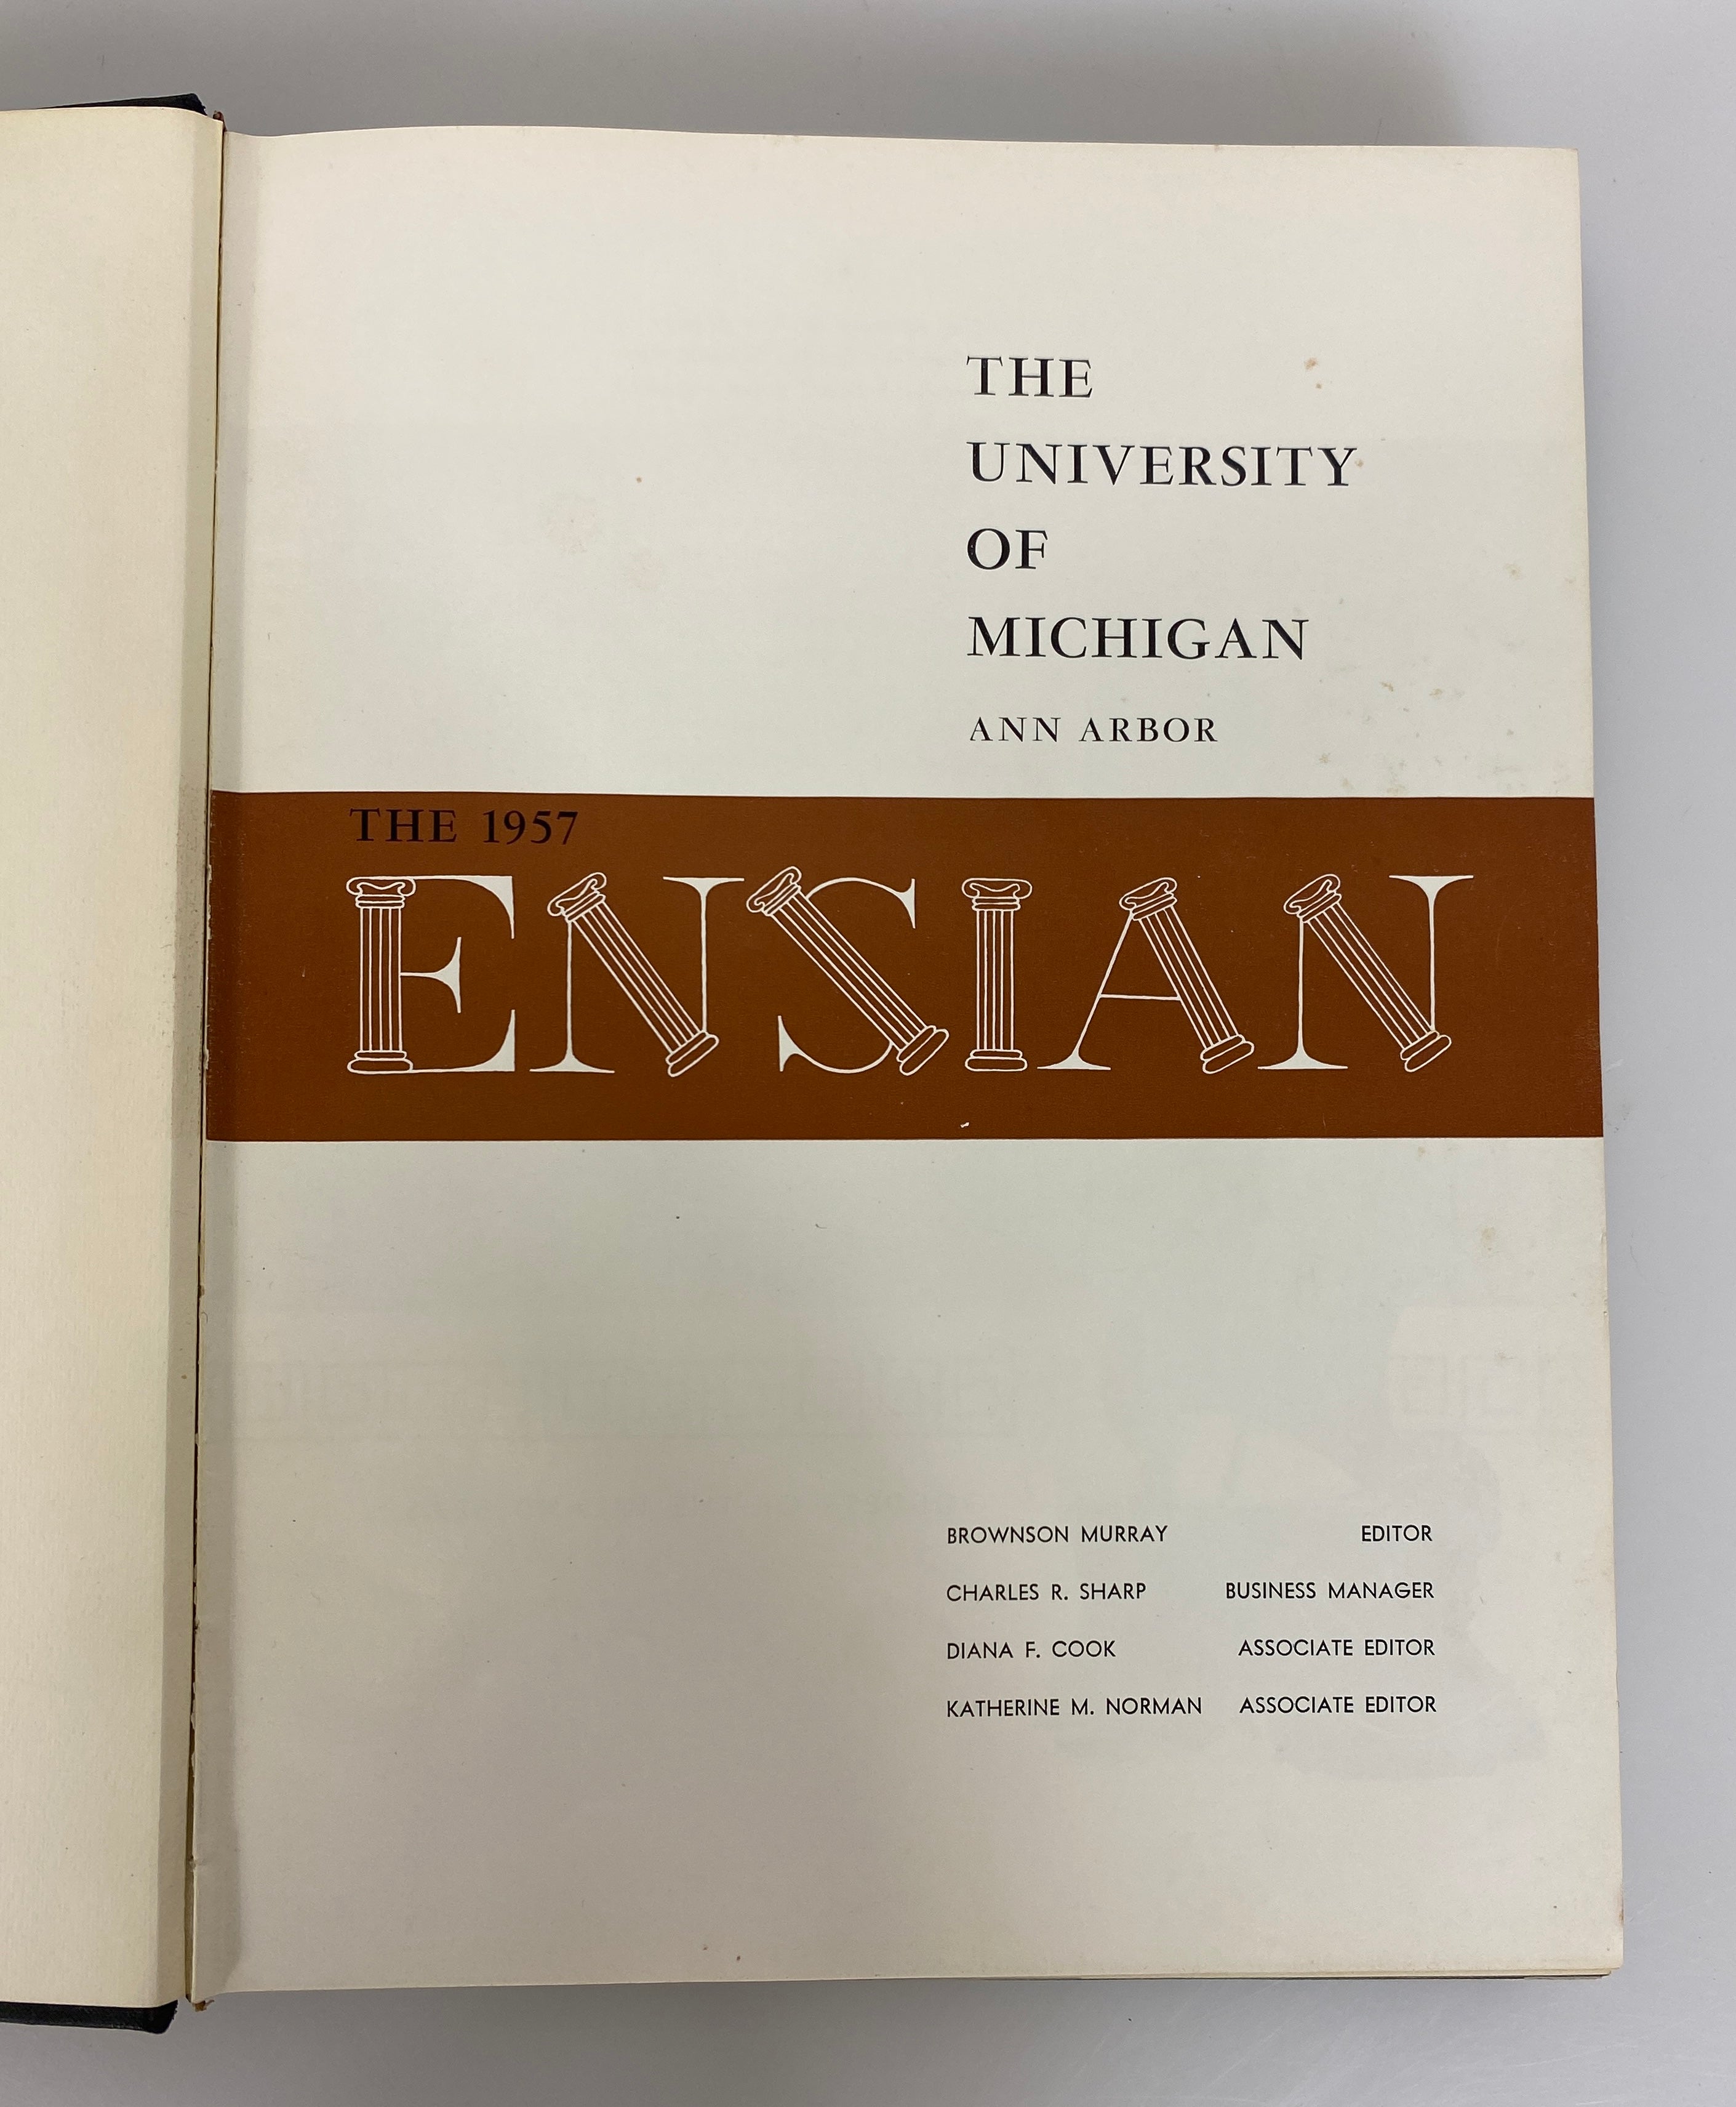 THE
UNIVERSITY
OF
MICHIGAN
ANN ARBOR
THE 1957
ENSIAN
BROWNSON MURRAY EDITOR
CHARLES R. SHARP BUSINESS MANAGER
DIANA F. COOK ASSOCIATE EDITOR
KATHERINE M. NORMAN ASSOCIATE EDITOR